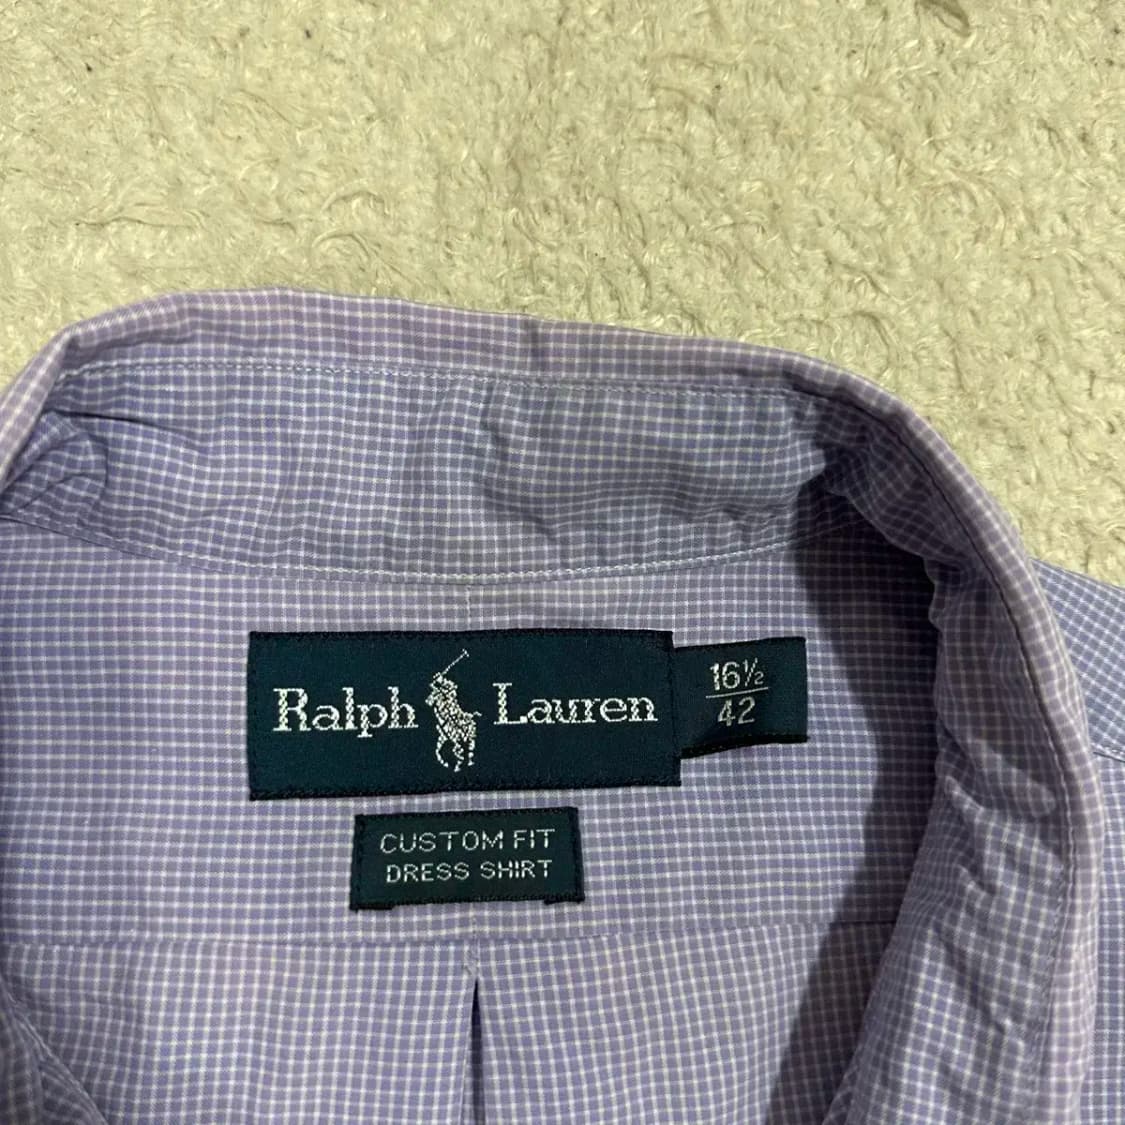 Ralph Lauren
16½
42
CUSTOM FIT
DRESS SHIRT